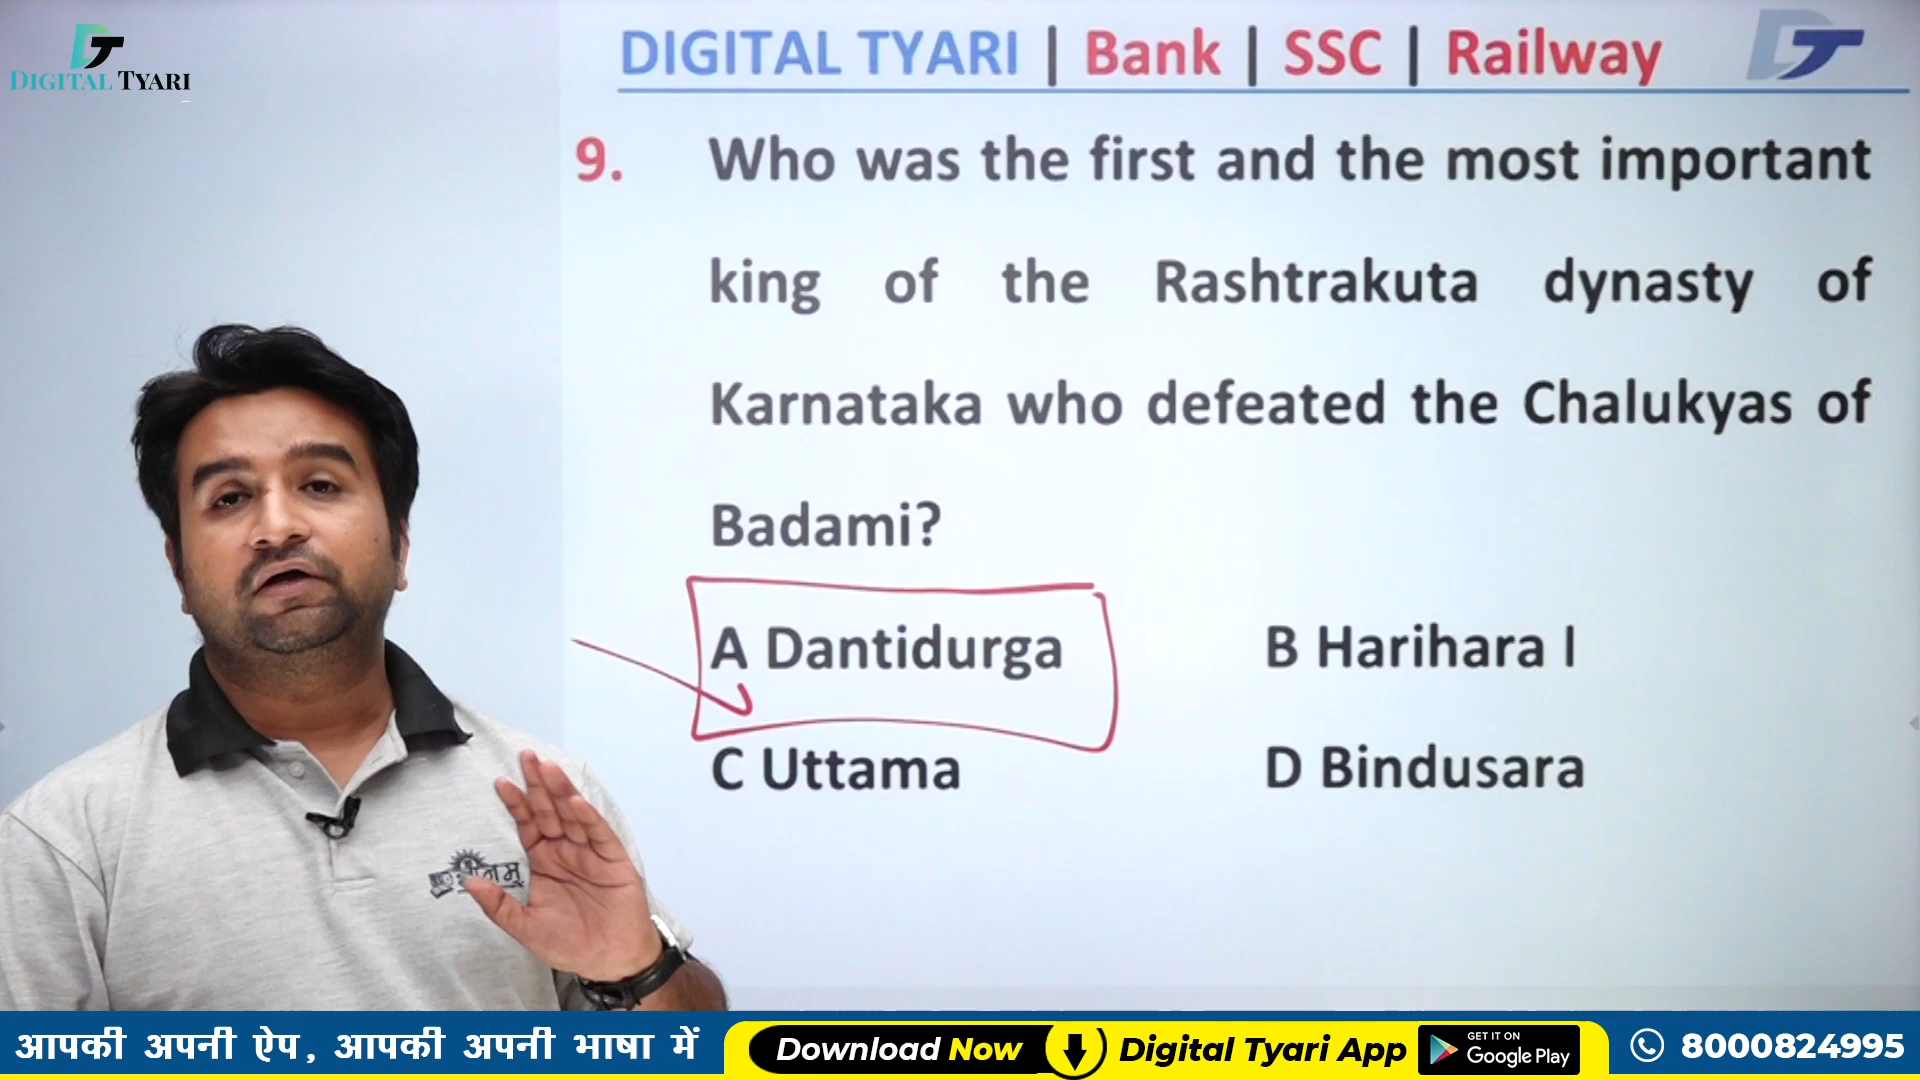 DT
DIGITAL TYARI
DIGITAL TYARI | Bank | SSC | Railway DT
9. Who was the first and the most important
king of the Rashtrakuta dynasty of
Karnataka who defeated the Chalukyas of
Badami?
A Dantidurga B Harihara I
C Uttama D Bindusara
आपकी अपनी ऐप, आपकी अपनी भाषा में Download Now Digital Tyari App GET IT ON Google Play 8000824995